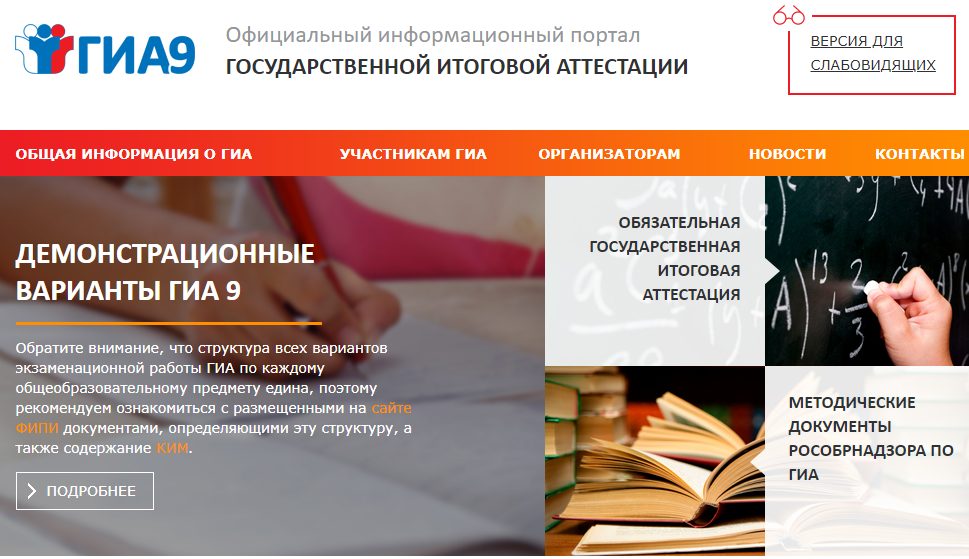 ГИА9
Официальный информационный портал
ГОСУДАРСТВЕННОЙ ИТОГОВОЙ АТТЕСТАЦИИ
ВЕРСИЯ ДЛЯ
СЛАБОВИДЯЩИХ
ОБЩАЯ ИНФОРМАЦИЯ О ГИА УЧАСТНИКАМ ГИА ОРГАНИЗАТОРАМ НОВОСТИ КОНТАКТЫ
ДЕМОНСТРАЦИОННЫЕ
ВАРИАНТЫ ГИА 9
Обратите внимание, что структура всех вариантов
экзаменационной работы ГИА по каждому
общеобразовательному предмету едина, поэтому
рекомендуем ознакомиться с размещенными на сайте
ФИПИ документами, определяющими эту структуру, а
также содержание КИМ.
ПОДРОБНЕЕ
ОБЯЗАТЕЛЬНАЯ
ГОСУДАРСТВЕННАЯ
ИТОГОВАЯ
АТТЕСТАЦИЯ
МЕТОДИЧЕСКИЕ
ДОКУМЕНТЫ
РОСОБРНАДЗОРА ПО
ГИА